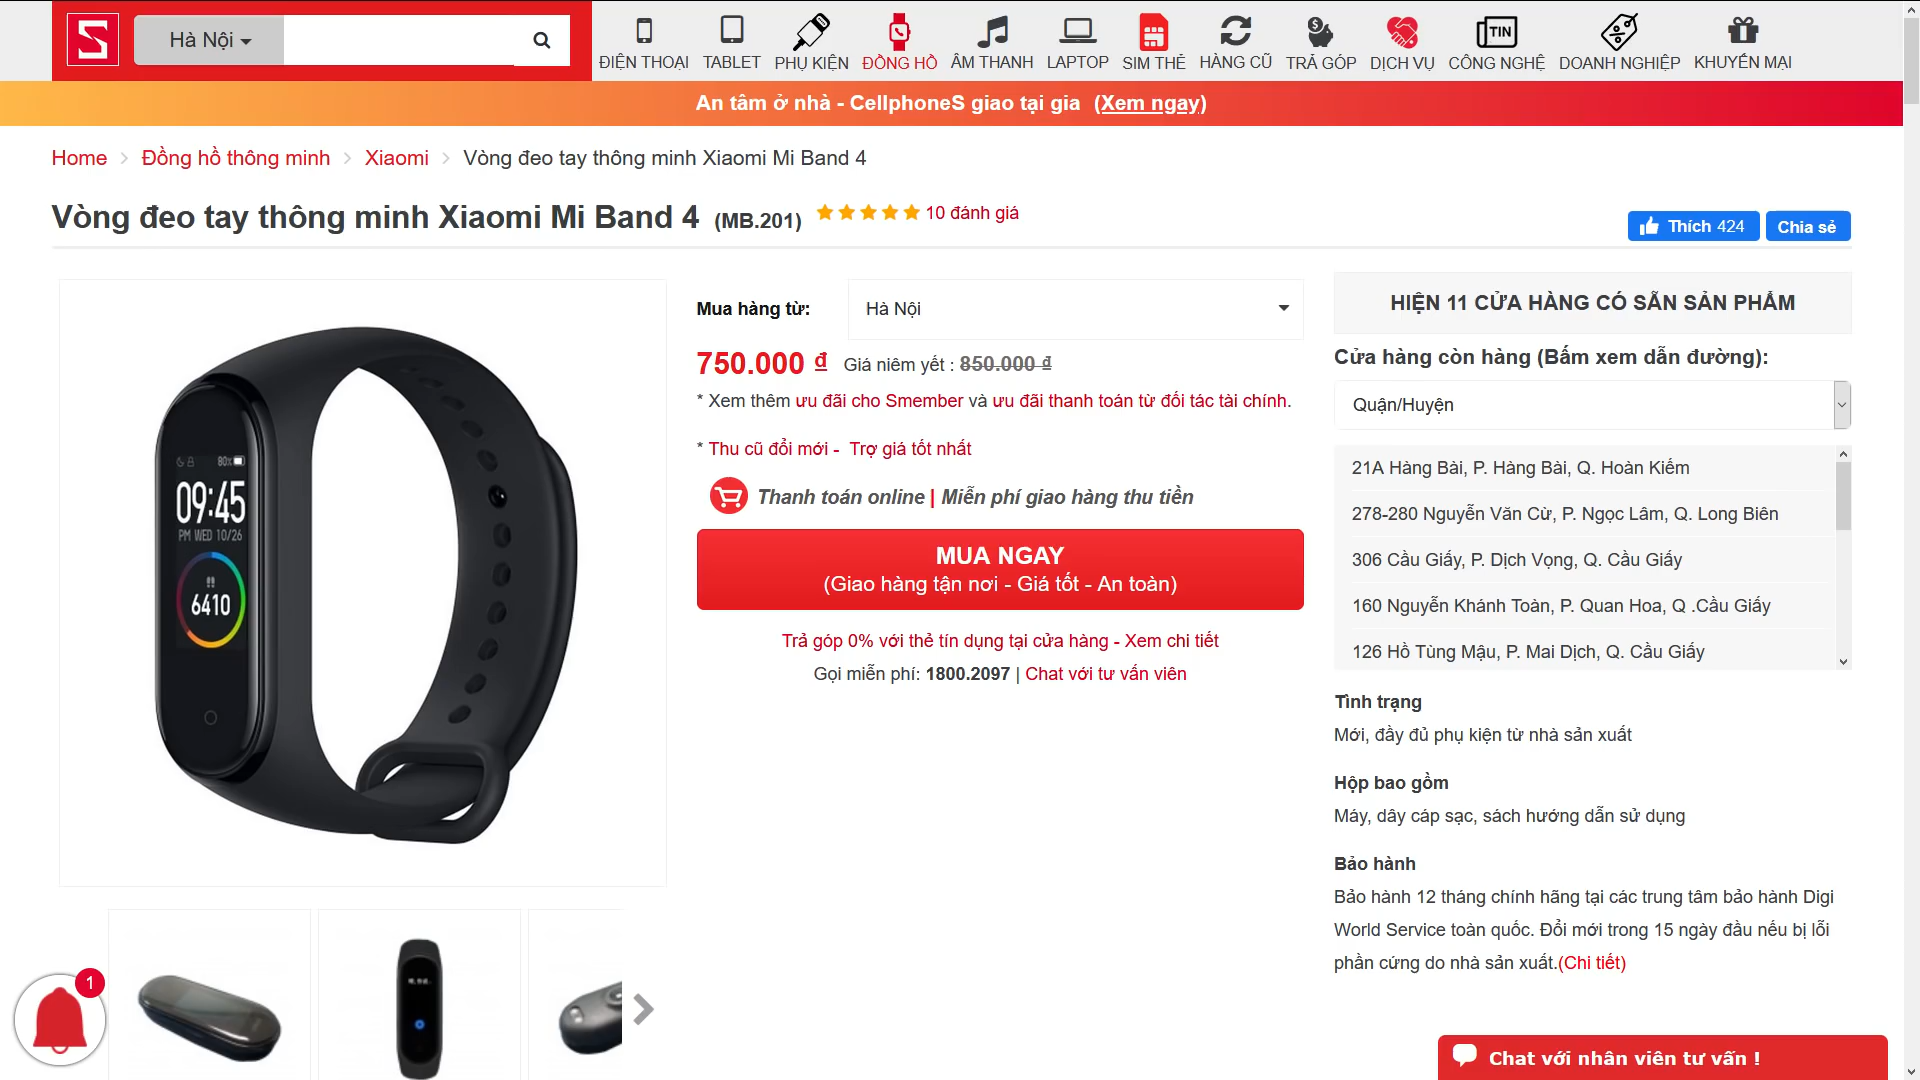 Hà Nội
ĐIỆN THOẠI
TABLET
PHỤ KIỆN
ĐỒNG HỒ
ÂM THANH
LAPTOP
SIM THẺ
HÀNG CŨ
TRẢ GÓP
DỊCH VỤ
TIN
CÔNG NGHỆ
DOANH NGHIỆP
KHUYẾN MẠI
An tâm ở nhà - CellphoneS giao tại gia (Xem ngay)
Home > Đồng hồ thông minh > Xiaomi > Vòng đeo tay thông minh Xiaomi Mi Band 4
Vòng đeo tay thông minh Xiaomi Mi Band 4 (MB.201) 10 đánh giá
Thích 424
Chia sẻ
80%
09:45
PM WED 10/26
6410
Mua hàng từ:
Hà Nội
750.000 ₫ Giá niêm yết : 850.000 ₫
* Xem thêm ưu đãi cho Smember và ưu đãi thanh toán từ đối tác tài chính.
* Thu cũ đổi mới - Trợ giá tốt nhất
Thanh toán online | Miễn phí giao hàng thu tiền
MUA NGAY
(Giao hàng tận nơi - Giá tốt - An toàn)
Trả góp 0% với thẻ tín dụng tại cửa hàng - Xem chi tiết
Gọi miễn phí: 1800.2097 | Chat với tư vấn viên
HIỆN 11 CỬA HÀNG CÓ SẴN SẢN PHẨM
Cửa hàng còn hàng (Bấm xem dẫn đường):
Quận/Huyện
21A Hàng Bài, P. Hàng Bài, Q. Hoàn Kiếm
278-280 Nguyễn Văn Cừ, P. Ngọc Lâm, Q. Long Biên
306 Cầu Giấy, P. Dịch Vọng, Q. Cầu Giấy
160 Nguyễn Khánh Toàn, P. Quan Hoa, Q .Cầu Giấy
126 Hồ Tùng Mậu, P. Mai Dịch, Q. Cầu Giấy
Tình trạng
Mới, đầy đủ phụ kiện từ nhà sản xuất
Hộp bao gồm
Máy, dây cáp sạc, sách hướng dẫn sử dụng
Bảo hành
Bảo hành 12 tháng chính hãng tại các trung tâm bảo hành Digi
World Service toàn quốc. Đổi mới trong 15 ngày đầu nếu bị lỗi
phần cứng do nhà sản xuất.(Chi tiết)
1
Chat với nhân viên tư vấn !